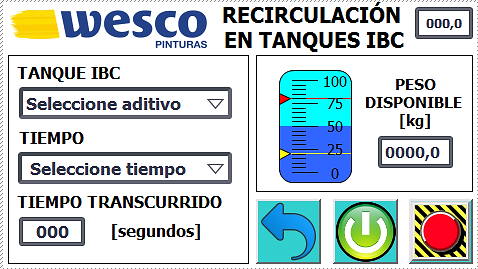 wesco
PINTURAS
RECIRCULACIÓN
EN TANQUES IBC
000,0
TANQUE IBC
Seleccione aditivo
TIEMPO
Seleccione tiempo
TIEMPO TRANSCURRIDO
000 [segundos]
100
75
50
25
0
PESO
DISPONIBLE
[kg]
0000,0